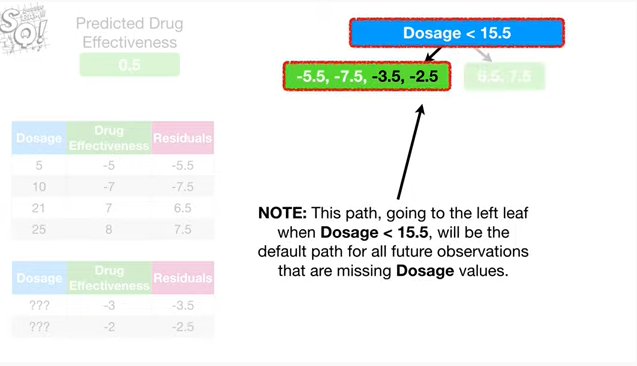 SQ!
Predicted Drug
Effectiveness
0.5
Dosage < 15.5
-5.5, -7.5, -3.5, -2.5
6.5, 7.5
Dosage Drug Effectiveness Residuals
5 -5 -5.5
10 -7 -7.5
21 7 6.5
25 8 7.5
Dosage Drug Effectiveness Residuals
??? -3 -3.5
??? -2 -2.5
NOTE: This path, going to the left leaf
when Dosage < 15.5, will be the
default path for all future observations
that are missing Dosage values.